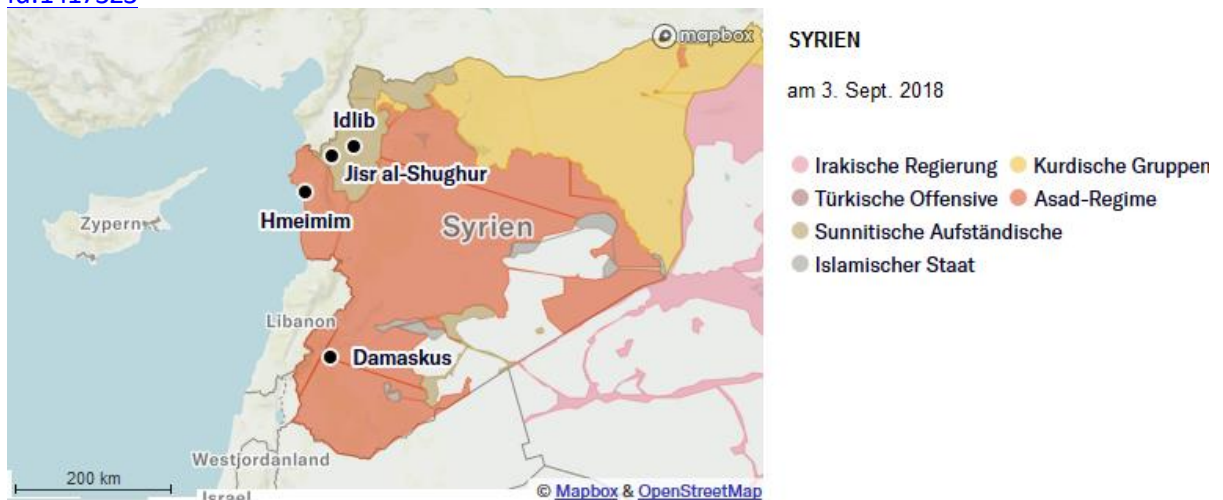 mapbox
Idlib
Jisr al-Shughur
Hmeimim
Zypern
Syrien
Libanon
Damaskus
Westjordanland
200 km
Israel
© Mapbox & OpenStreetMap
SYRIEN
am 3. Sept. 2018
Irakische Regierung Kurdische Gruppen
Türkische Offensive Asad-Regime
Sunnitische Aufständische
Islamischer Staat